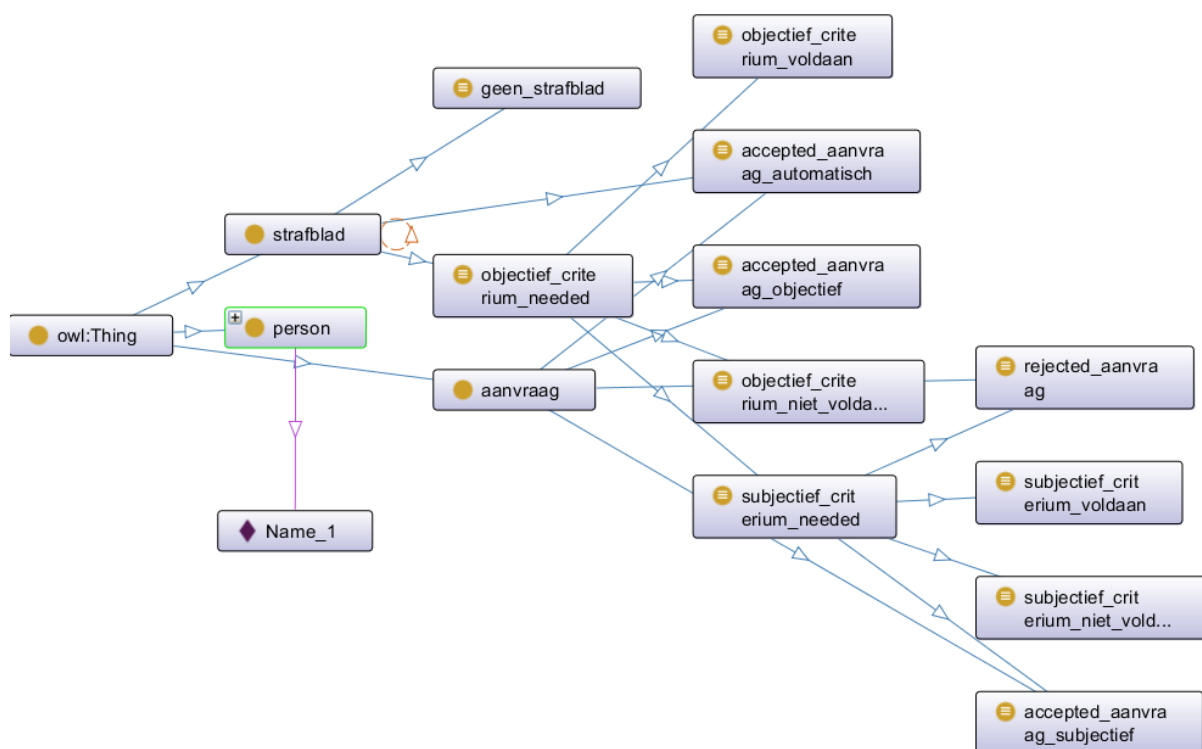 objectief_crite
rium_voldaan
geen_strafblad
accepted_aanvra
ag_automatisch
strafblad
objectief_crite
rium_needed
accepted_aanvra
ag_objectief
owl:Thing
person
aanvraag
objectief_crite
rium_niet_volda...
rejected_aanvra
ag
subjectief_crit
erium_needed
subjectief_crit
erium_voldaan
Name_1
subjectief_crit
erium_niet_vold...
accepted_aanvra
ag_subjectief